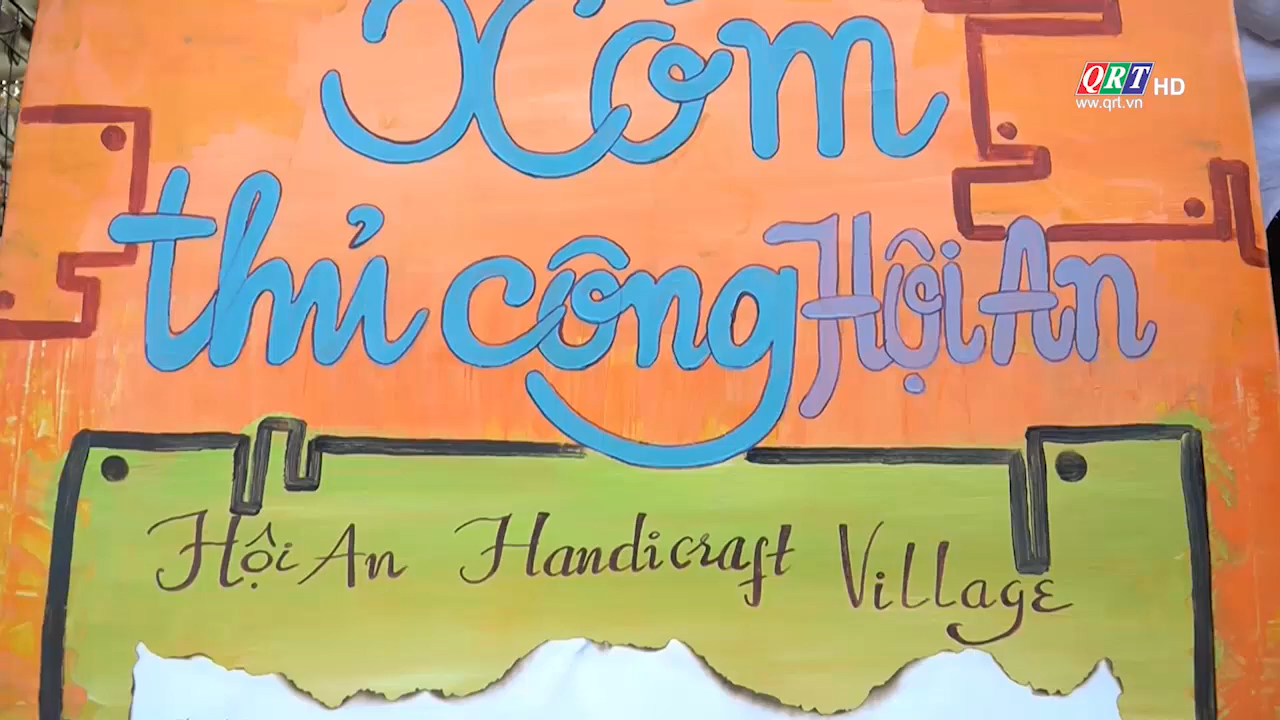 Xóm
thủ công Hội An
Hội An Handicraft Village
QRT HD
www.qrt.vn